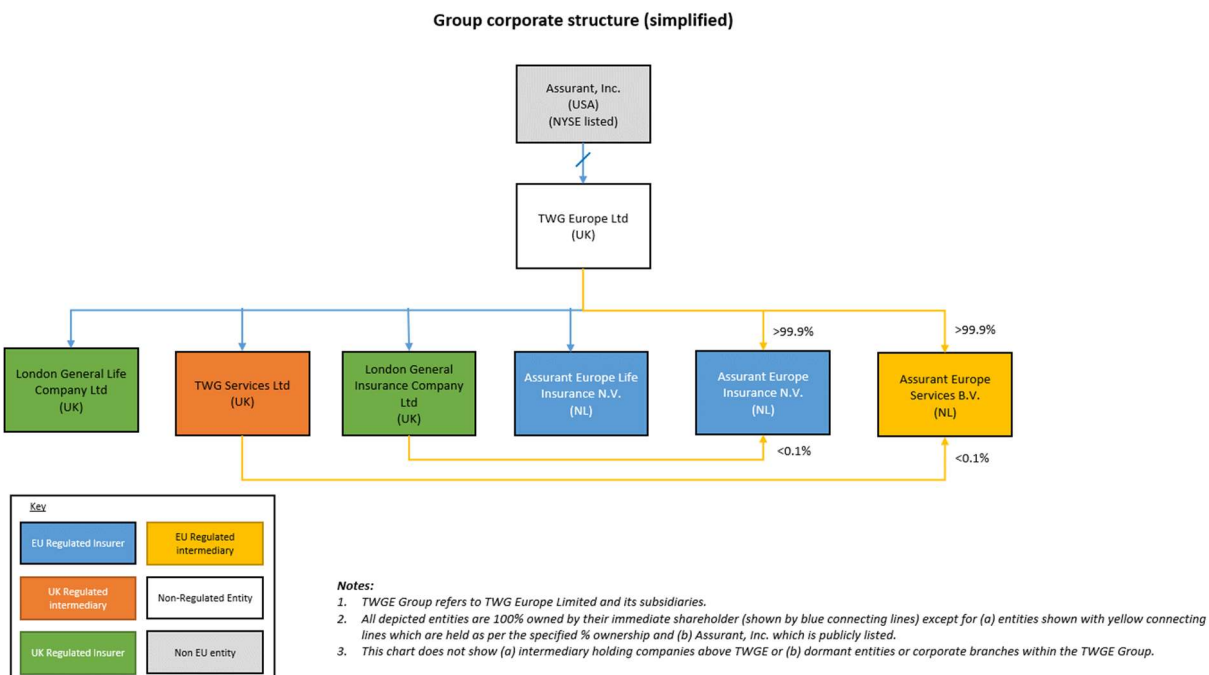 Group corporate structure (simplified)
Assurant, Inc.
(USA)
(NYSE listed)
TWG Europe Ltd
(UK)
>99.9%
>99.9%
London General Life
Company Ltd
(UK)
TWG Services Ltd
(UK)
London General
Insurance Company
Ltd
(UK)
Assurant Europe Life
Insurance N.V.
(NL)
Assurant Europe
Insurance N.V.
(NL)
Assurant Europe
Services B.V.
(NL)
<0.1%
<0.1%
Key
EU Regulated Insurer
EU Regulated
intermediary
UK Regulated
intermediary
Non-Regulated Entity
UK Regulated Insurer
Non EU entity
Notes:
1. TWGE Group refers to TWG Europe Limited and its subsidiaries.
2. All depicted entities are 100% owned by their immediate shareholder (shown by blue connecting lines) except for (a) entities shown with yellow connecting
lines which are held as per the specified % ownership and (b) Assurant, Inc. which is publicly listed.
3. This chart does not show (a) intermediary holding companies above TWGE or (b) dormant entities or corporate branches within the TWGE Group.